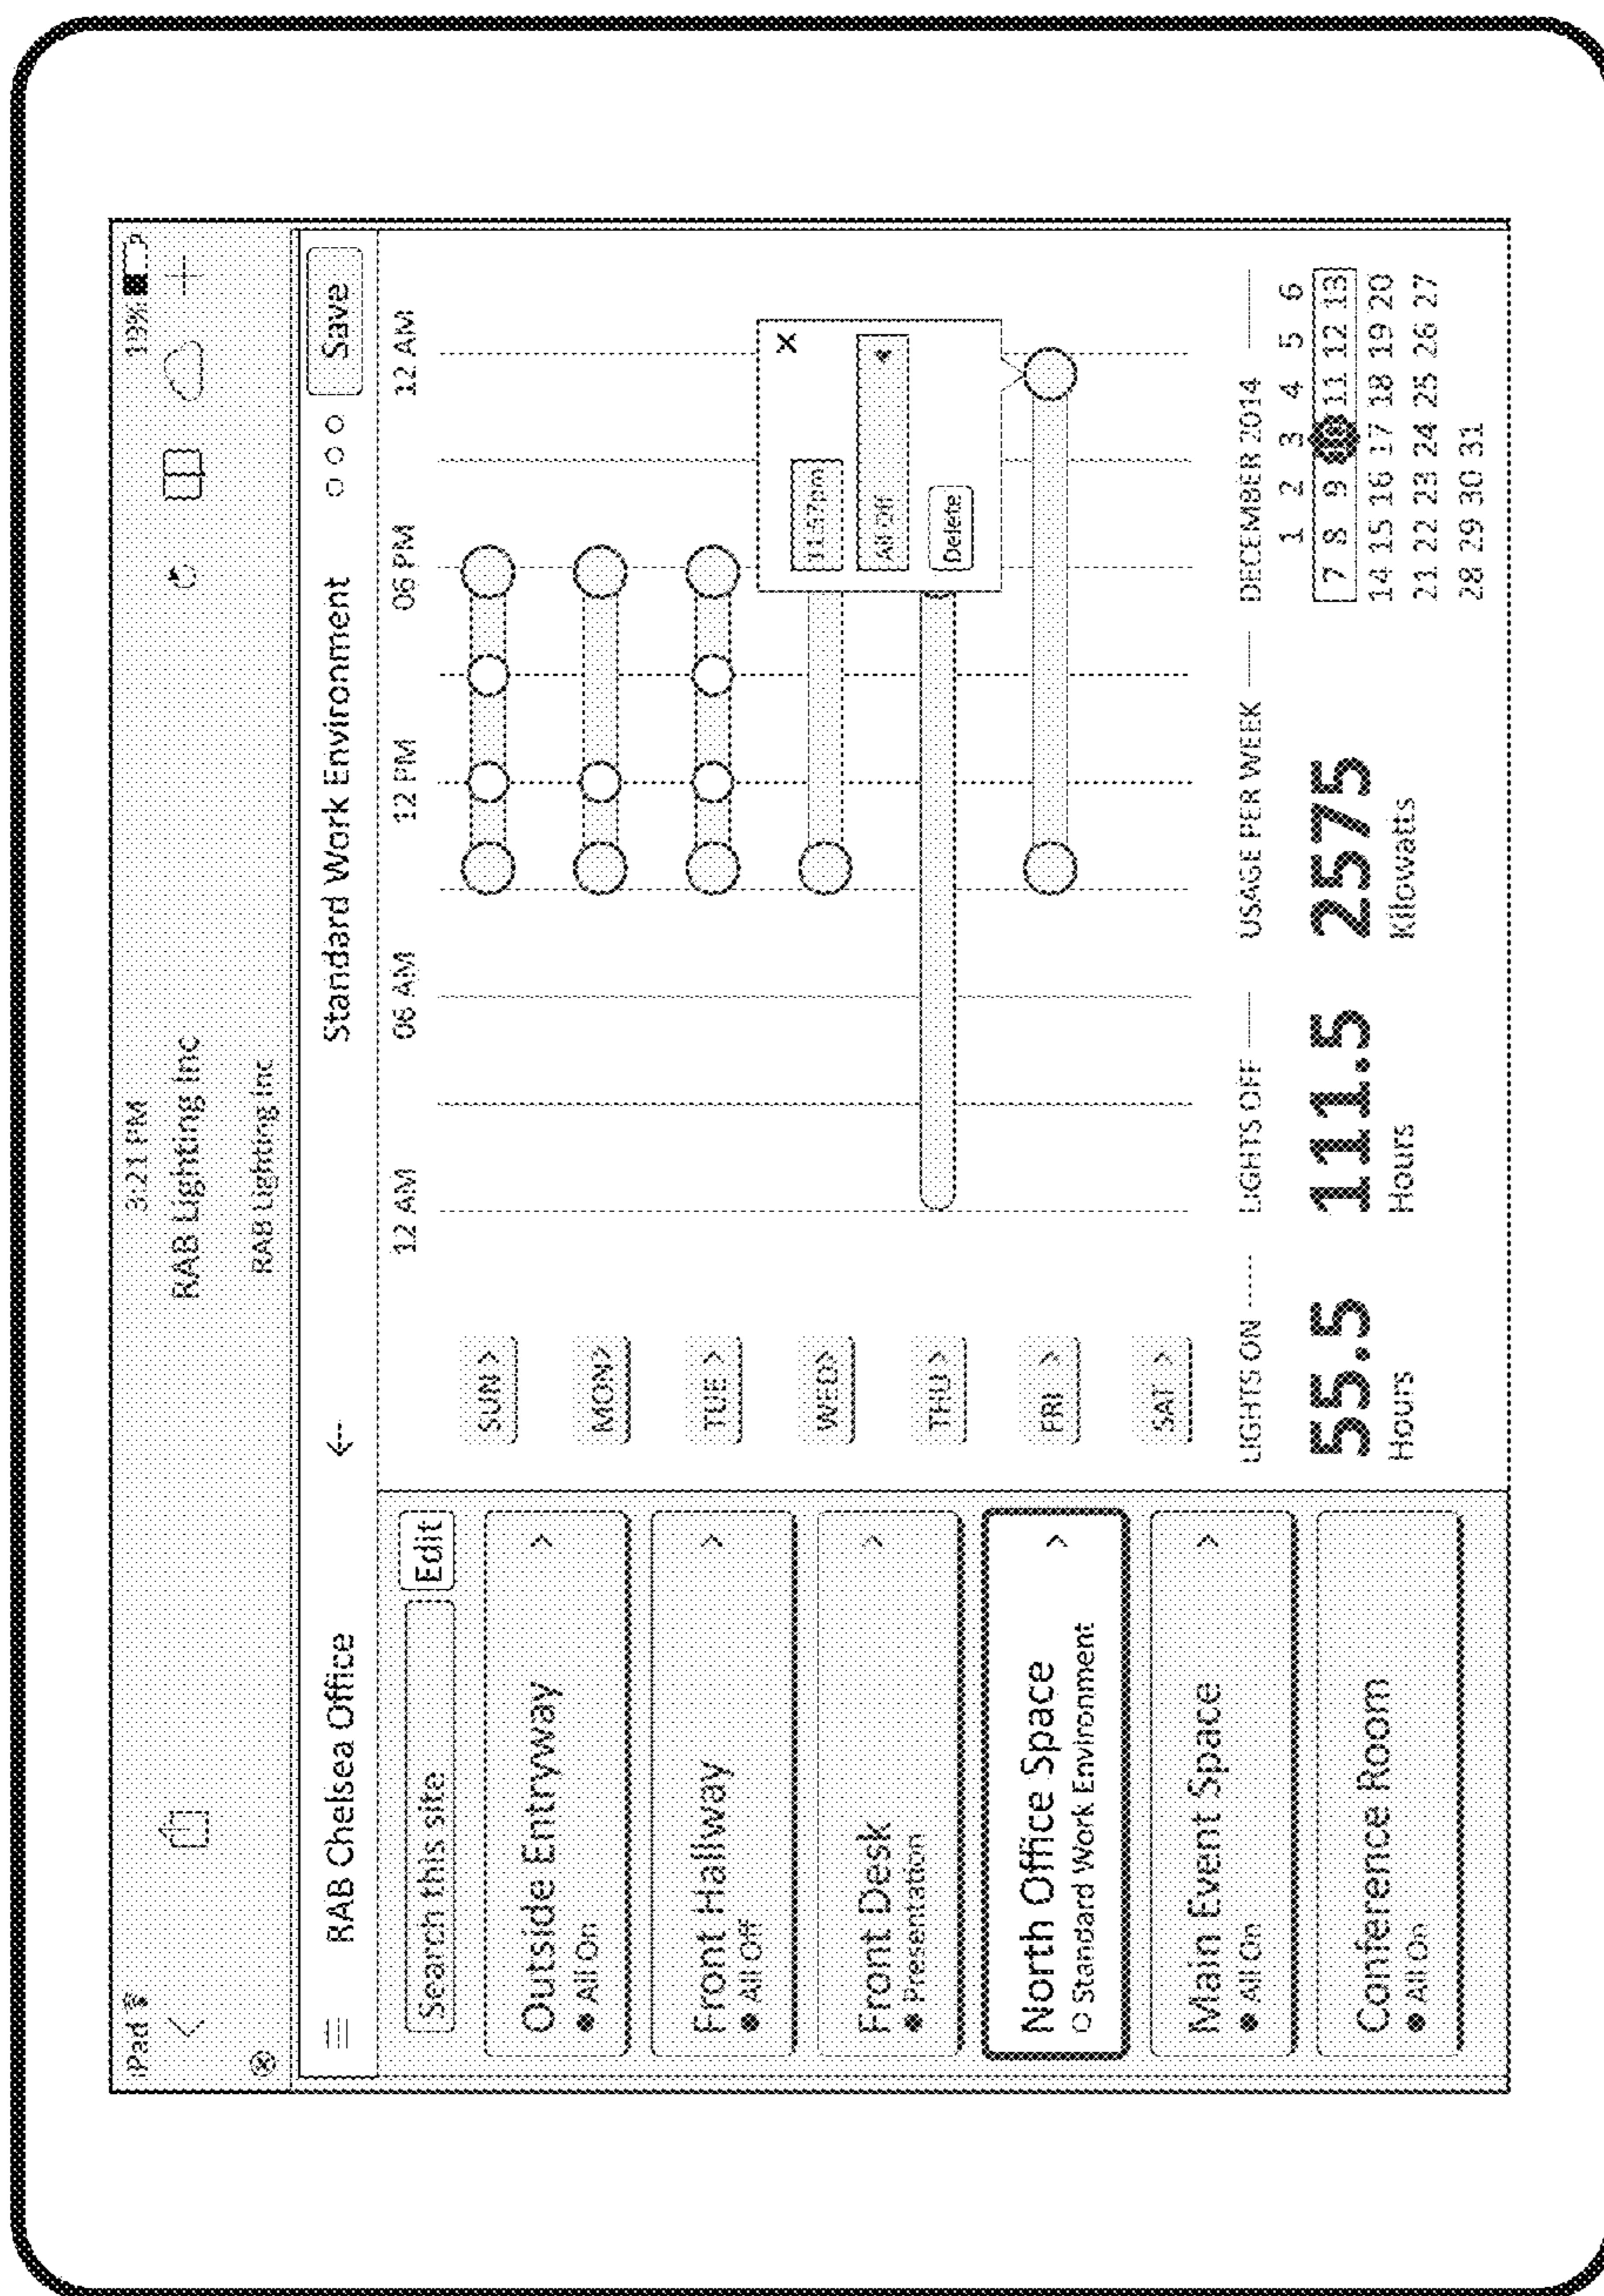 iPad 3:21 PM 19%
RAB Lighting Inc
RAB Lighting Inc
RAB Chelsea Office
Standard Work Environment
Save
Search this site
Edit
Outside Entryway >
All On
Front Hallway >
All Off
Front Desk >
Presentation
North Office Space >
Standard Work Environment
Main Event Space >
All On
Conference Room
All On
12 AM 06 AM 12 PM 06 PM 12 AM
SUN >
MON>
TUE >
WED>
THU >
FRI >
SAT >
X
11:57pm
All Off
Delete
LIGHTS ON
55.5
Hours
LIGHTS OFF
111.5
Hours
USAGE PER WEEK
2575
Kilowatts
DECEMBER 2014
1 2 3 4 5 6
7 8 9 10 11 12 13
14 15 16 17 18 19 20
21 22 23 24 25 26 27
28 29 30 31